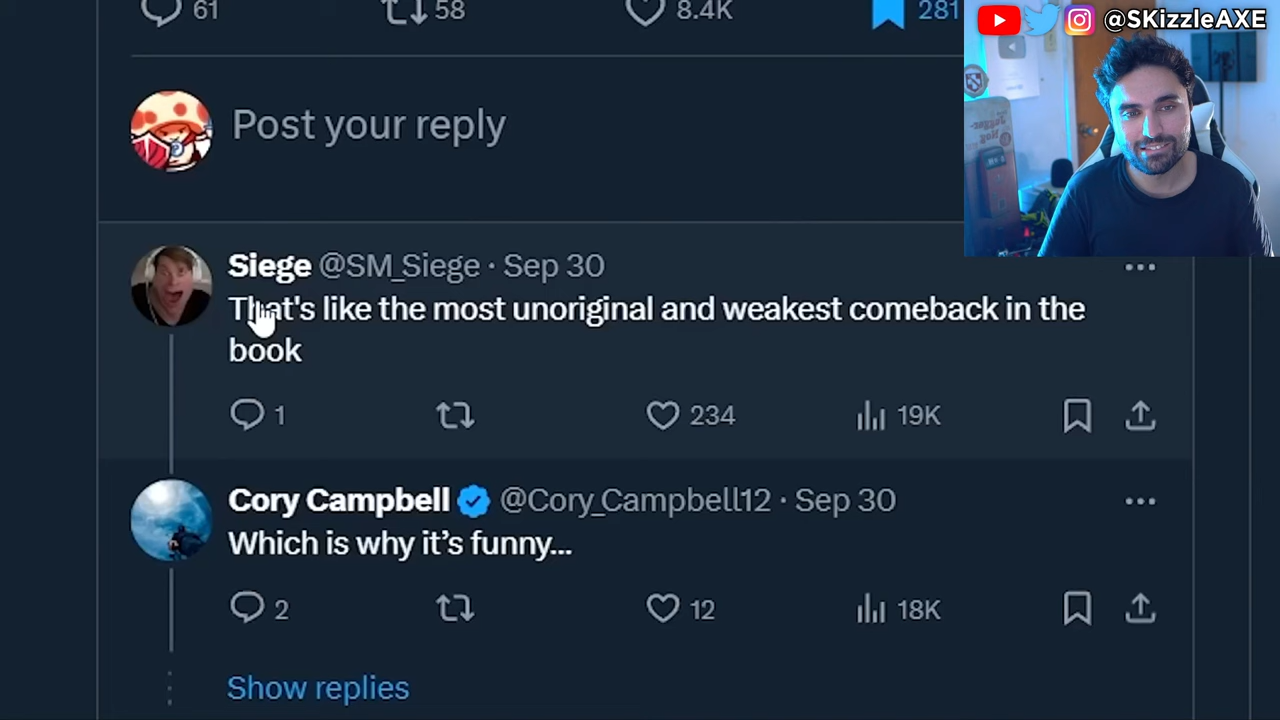 61 58 8.4K 281
@SKizzleAXE
Post your reply
Siege @SM_Siege · Sep 30
That's like the most unoriginal and weakest comeback in the
book
1 234 19K
Cory Campbell @Cory_Campbell12 · Sep 30
Which is why it’s funny...
2 12 18K
Show replies